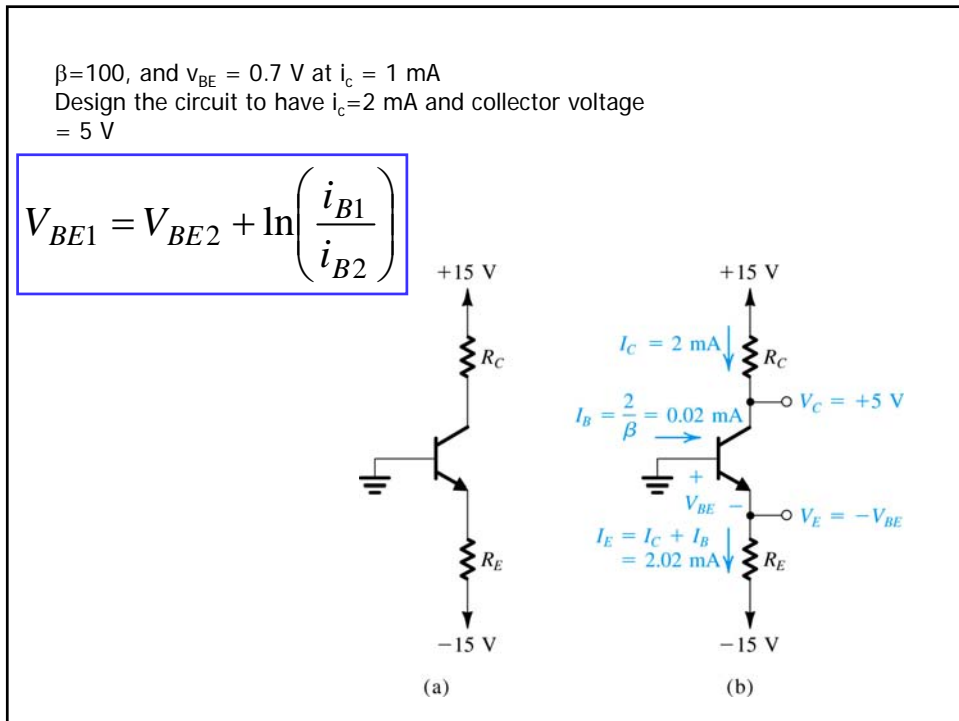 β=100, and v_BE = 0.7 V at i_c = 1 mA
Design the circuit to have i_c=2 mA and collector voltage
= 5 V
V_BE1 = V_BE2 + ln(i_B1/i_B2)
+15 V
R_C
R_E
−15 V
(a)
+15 V
I_C = 2 mA
R_C
V_C = +5 V
I_B = 2/β = 0.02 mA
+
V_BE −
V_E = −V_BE
I_E = I_C + I_B
= 2.02 mA
R_E
−15 V
(b)